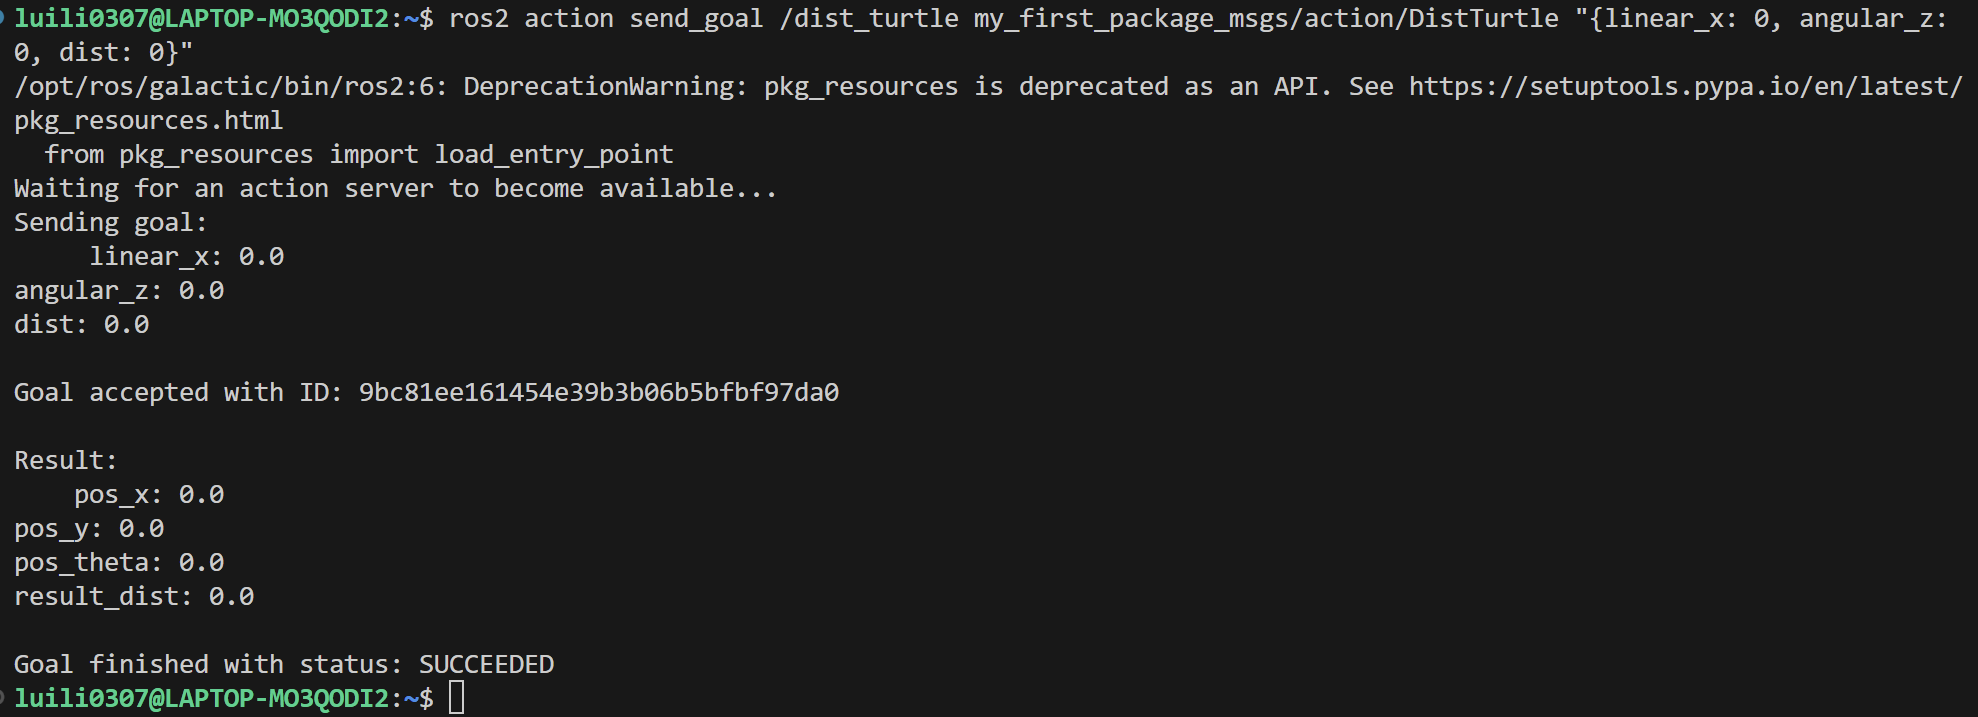 luili0307@LAPTOP-MO3QODI2:~$ ros2 action send_goal /dist_turtle my_first_package_msgs/action/DistTurtle "{linear_x: 0, angular_z:
0, dist: 0}"
/opt/ros/galactic/bin/ros2:6: DeprecationWarning: pkg_resources is deprecated as an API. See https://setuptools.pypa.io/en/latest/
pkg_resources.html
  from pkg_resources import load_entry_point
Waiting for an action server to become available...
Sending goal:
     linear_x: 0.0
angular_z: 0.0
dist: 0.0

Goal accepted with ID: 9bc81ee161454e39b3b06b5bfbf97da0

Result:
    pos_x: 0.0
pos_y: 0.0
pos_theta: 0.0
result_dist: 0.0

Goal finished with status: SUCCEEDED
luili0307@LAPTOP-MO3QODI2:~$